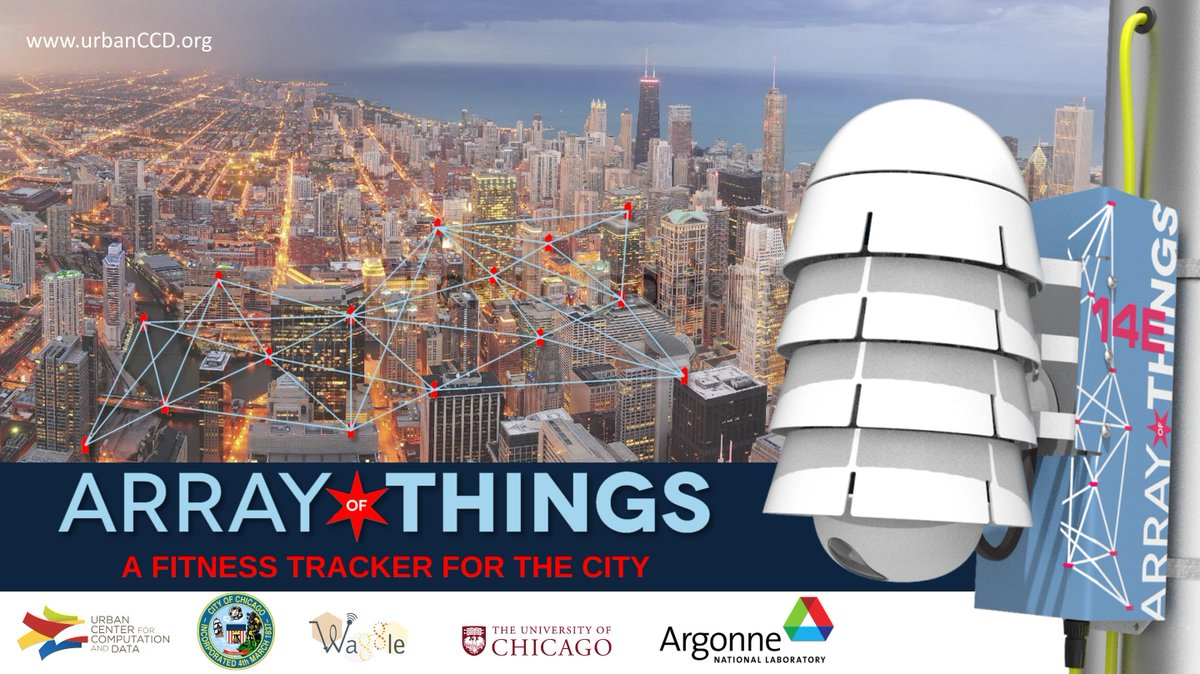 www.urbanCCD.org
14E
ARRAY OF THINGS
ARRAY OF THINGS
A FITNESS TRACKER FOR THE CITY
URBAN
CENTER FOR
COMPUTATION
AND DATA
CITY OF CHICAGO
INCORPORATED 4th MARCH 1837
Waggle
THE UNIVERSITY OF
CHICAGO
Argonne
NATIONAL LABORATORY